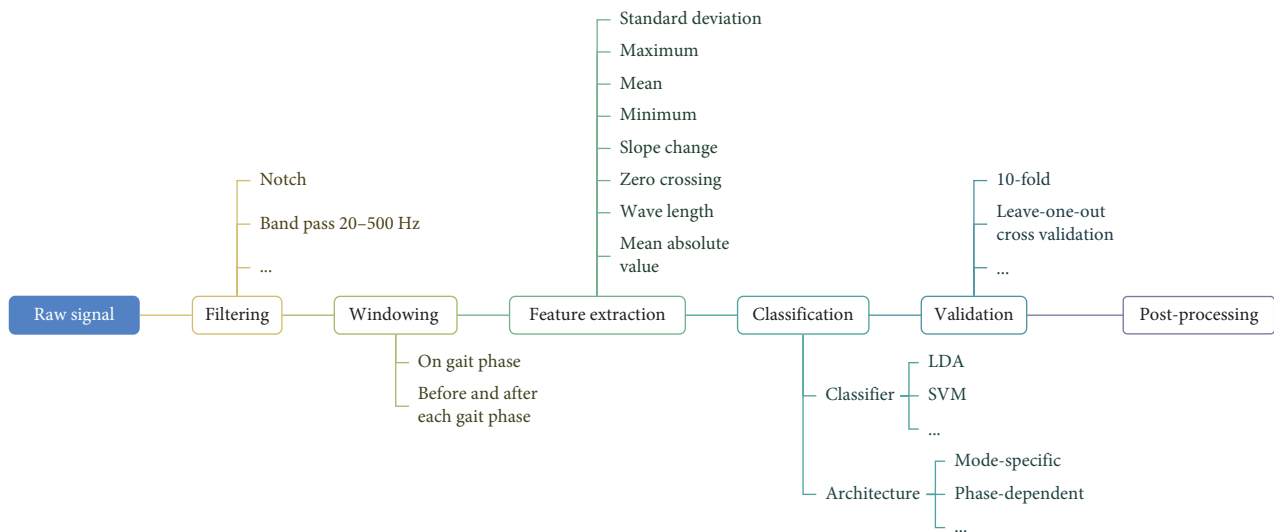 Standard deviation
Maximum
Mean
Minimum
Slope change
Zero crossing
Wave length
Mean absolute
value
Notch
Band pass 20–500 Hz
...
10-fold
Leave-one-out
cross validation
...
Raw signal
Filtering
Windowing
Feature extraction
Classification
Validation
Post-processing
On gait phase
Before and after
each gait phase
Classifier
LDA
SVM
...
Architecture
Mode-specific
Phase-dependent
...